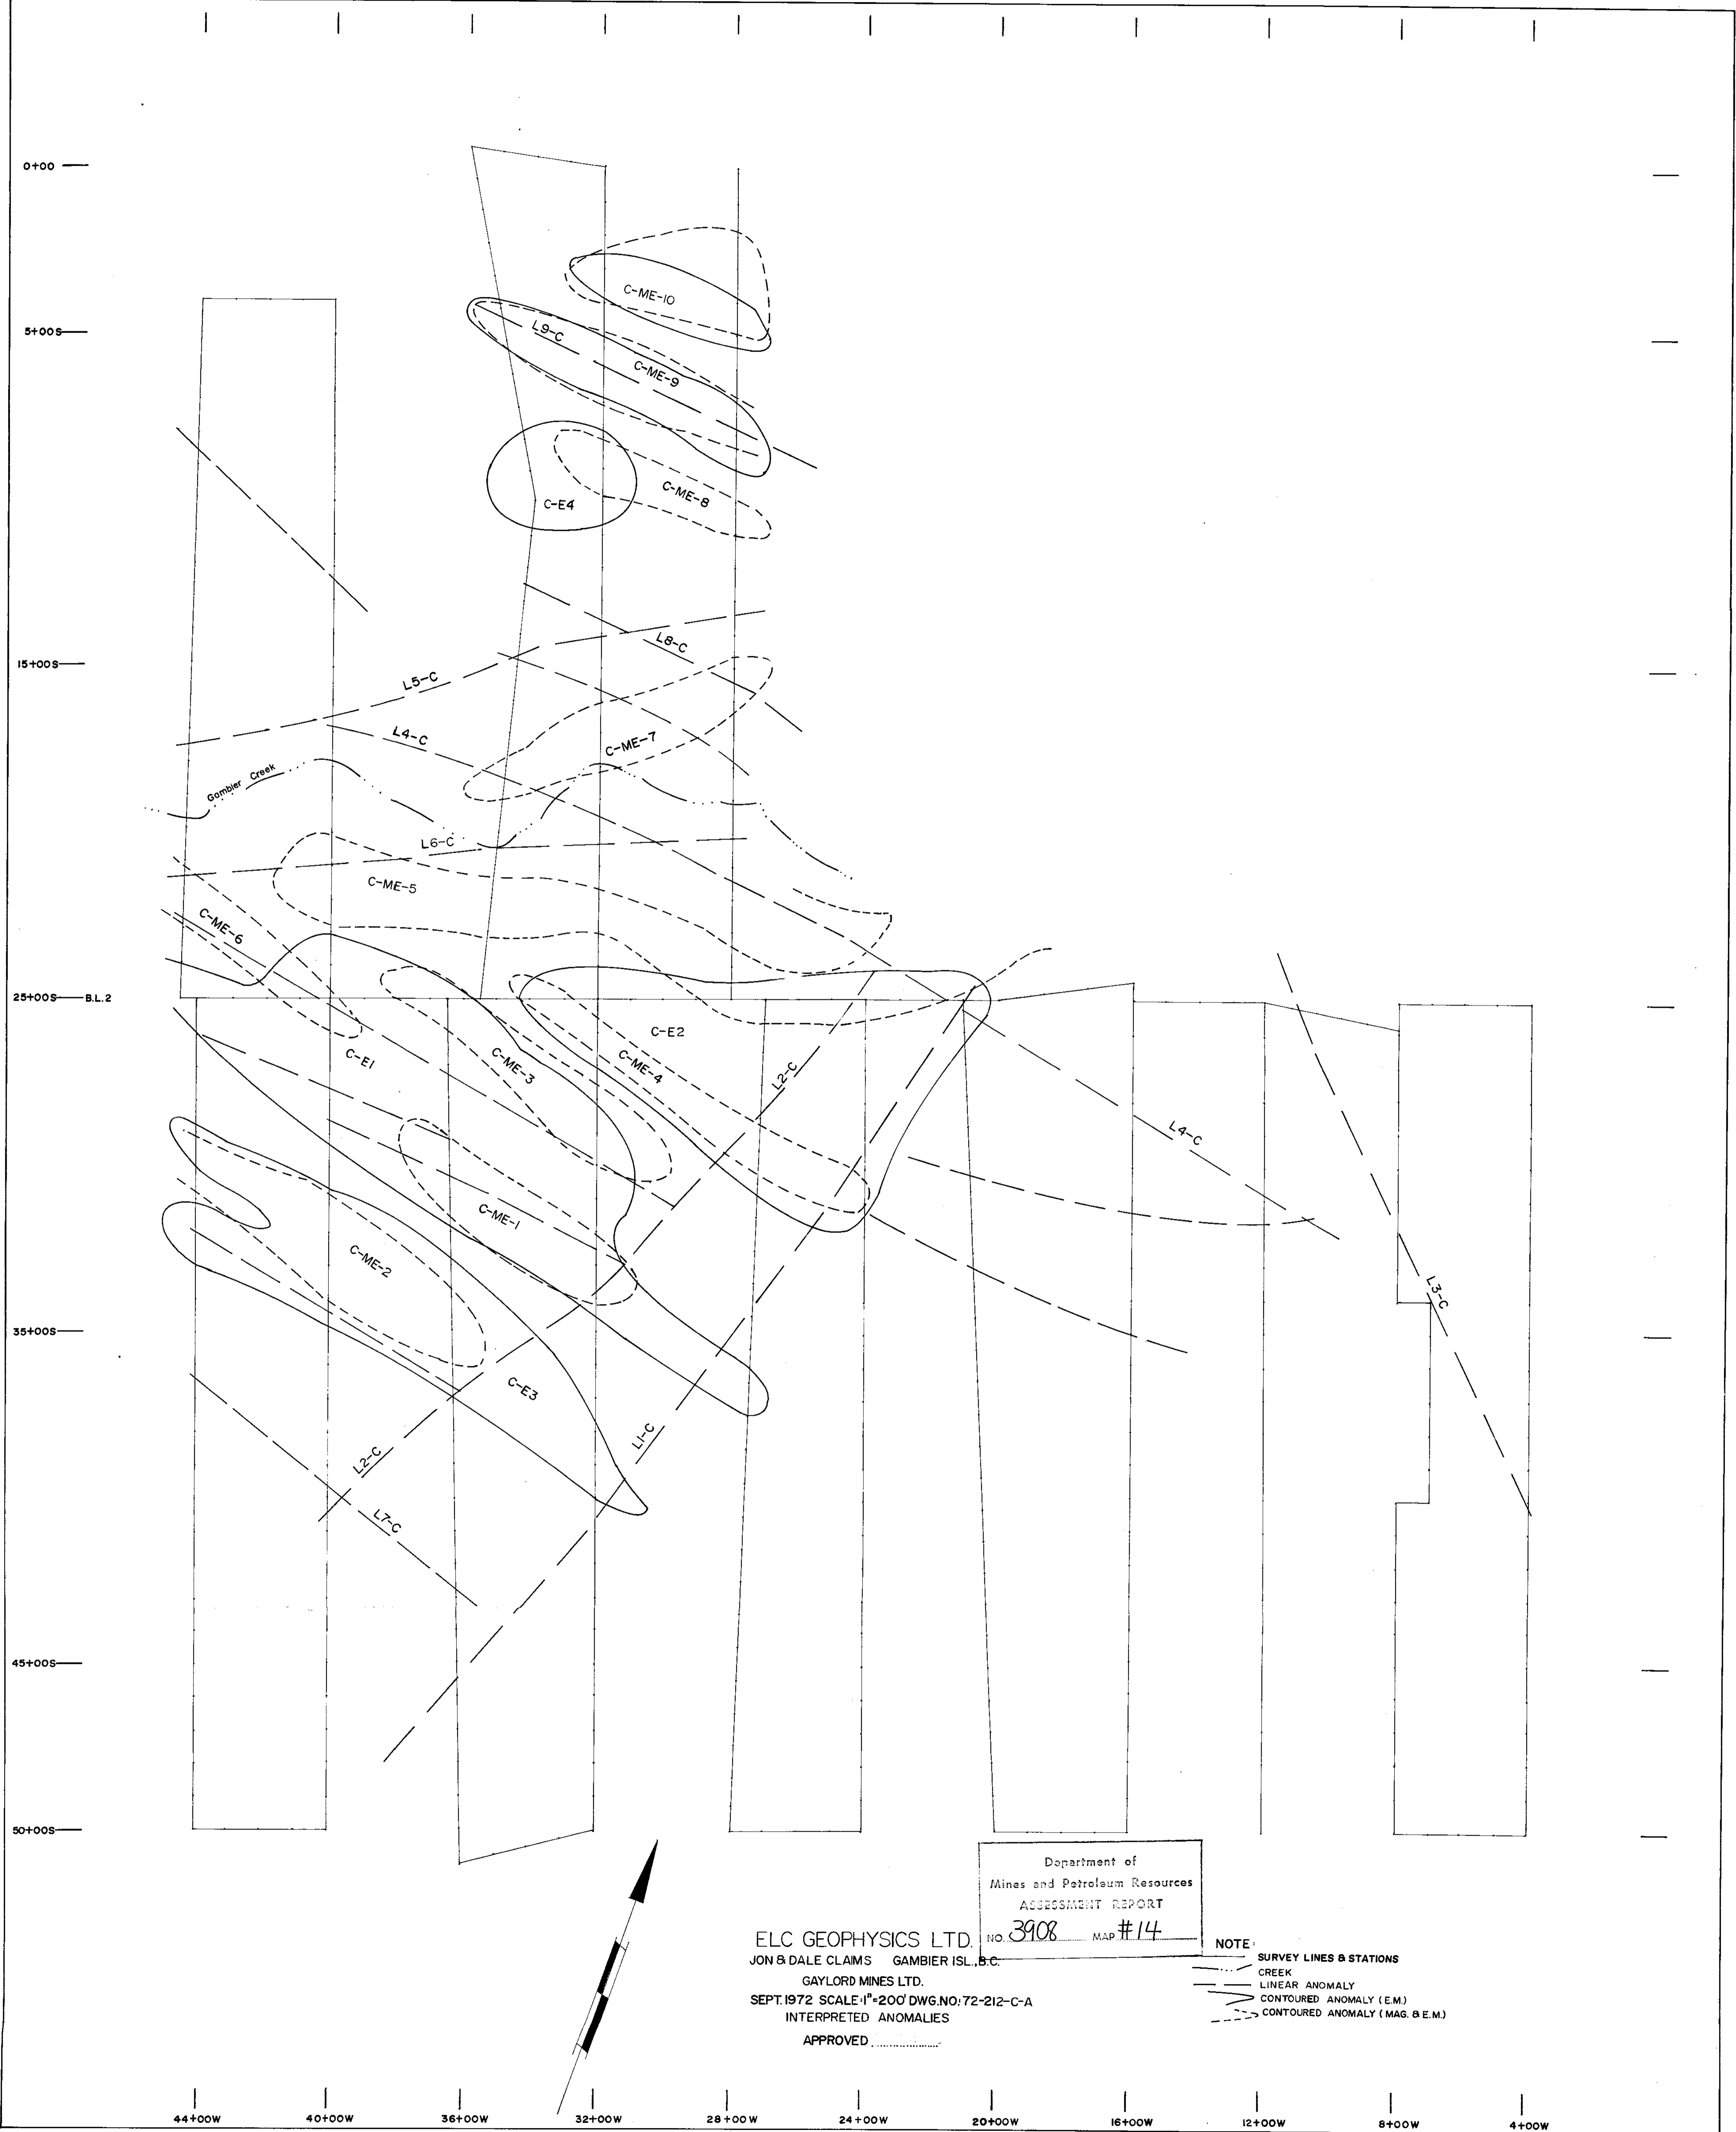 0+00
C-ME-10
5+00S
L9-C
C-ME-9
C-ME-8
C-E4
15+00S
L8-C
L5-C
L4-C
C-ME-7
Gambier Creek
L6-C
C-ME-5
C-ME-6
25+00S
B.L.2
C-E2
C-E1
C-ME-3
C-ME-4
L2-C
L4-C
C-ME-1
C-ME-2
L3-C
35+00S
C-E3
L1-C
L2-C
L7-C
45+00S
50+00S
Department of
Mines and Petroleum Resources
ASSESSMENT REPORT
NO. 3908 MAP #14
ELC GEOPHYSICS LTD.
JON & DALE CLAIMS GAMBIER ISL., B.C.
GAYLORD MINES LTD.
SEPT. 1972 SCALE: 1"=200' DWG.NO: 72-212-C-A
INTERPRETED ANOMALIES
APPROVED
NOTE:
SURVEY LINES & STATIONS
CREEK
LINEAR ANOMALY
CONTOURED ANOMALY (E.M.)
CONTOURED ANOMALY (MAG. & E.M.)
44+00W 40+00W 36+00W 32+00W 28+00W 24+00W 20+00W 16+00W 12+00W 8+00W 4+00W